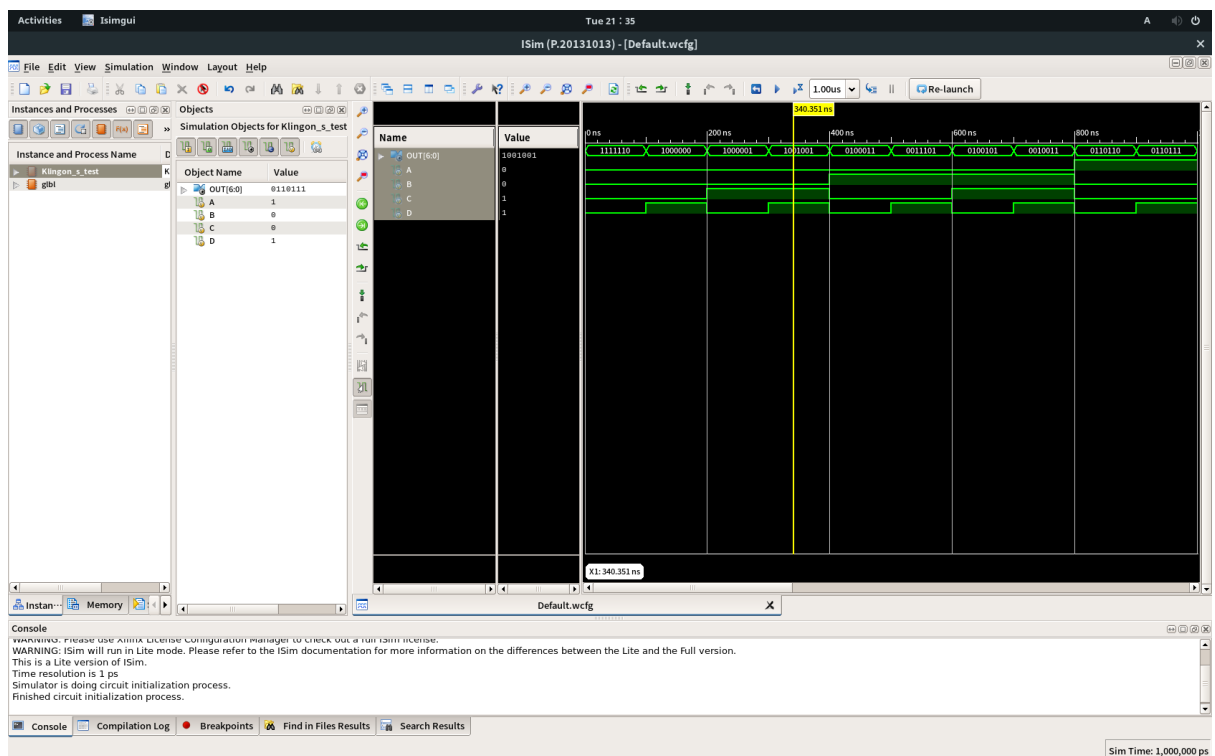 Activities Isimgui Tue 21:35 A
ISim (P.20131013) - [Default.wcfg]
File Edit View Simulation Window Layout Help
1.00us Re-launch
Instances and Processes
Instance and Process Name D
Klingon_s_test K
glbl gl
Instan··· Memory
Objects
Simulation Objects for Klingon_s_test
Object Name Value
OUT[6:0] 0110111
A 1
B 0
C 0
D 1
Name Value
OUT[6:0] 1001001
A 0
B 0
C 1
D 1
340.351 ns
0 ns 200 ns 400 ns 600 ns 800 ns
1111110 1000000 1000001 1001001 0100011 0011101 0100101 0010011 0110110 0110111
X1: 340.351 ns
Default.wcfg
Console
WARNING: Please use Xilinx License Configuration Manager to check out a full ISim license.
WARNING: ISim will run in Lite mode. Please refer to the ISim documentation for more information on the differences between the Lite and the Full version.
This is a Lite version of ISim.
Time resolution is 1 ps
Simulator is doing circuit initialization process.
Finished circuit initialization process.
Console Compilation Log Breakpoints Find in Files Results Search Results
Sim Time: 1,000,000 ps